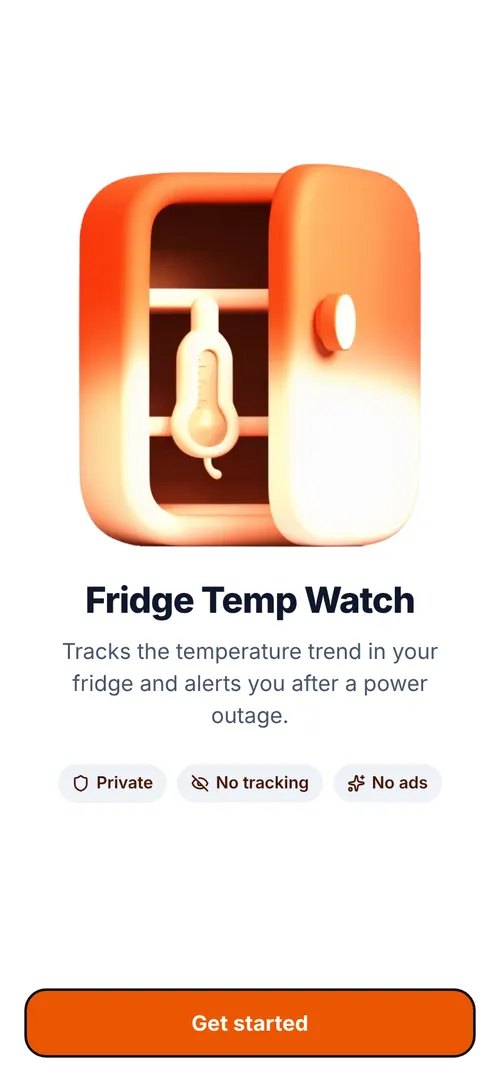 Fridge Temp Watch
Tracks the temperature trend in your
fridge and alerts you after a power
outage.
Private
No tracking
No ads
Get started